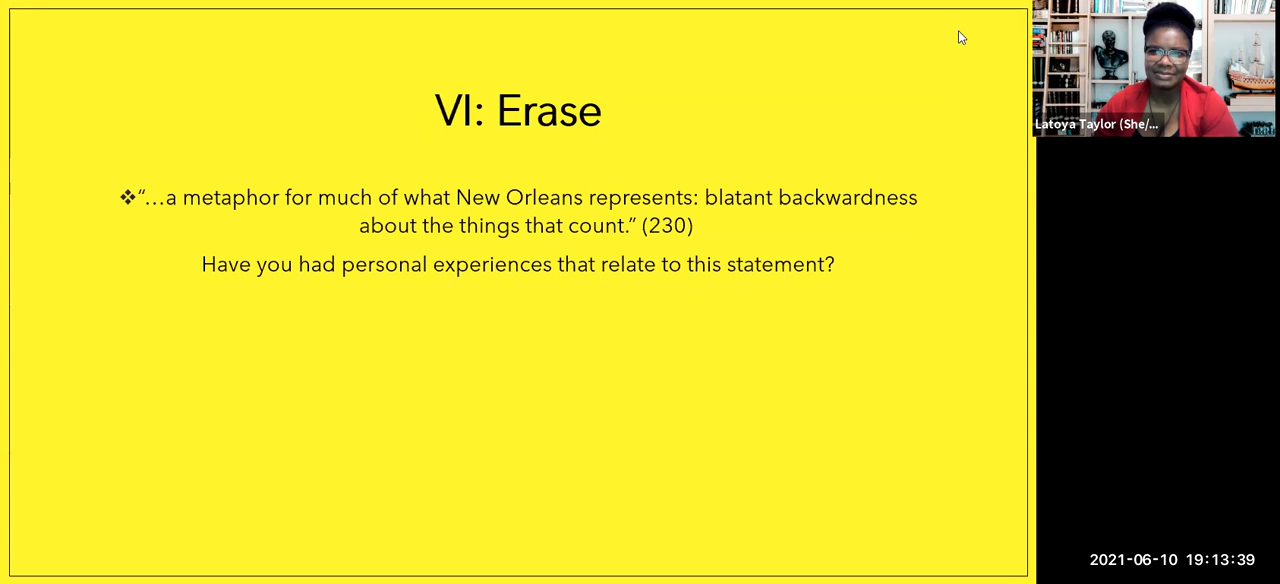 VI: Erase
❖“…a metaphor for much of what New Orleans represents: blatant backwardness
about the things that count.” (230)
Have you had personal experiences that relate to this statement?
Latoya Taylor (She/...
2021-06-10 19:13:39